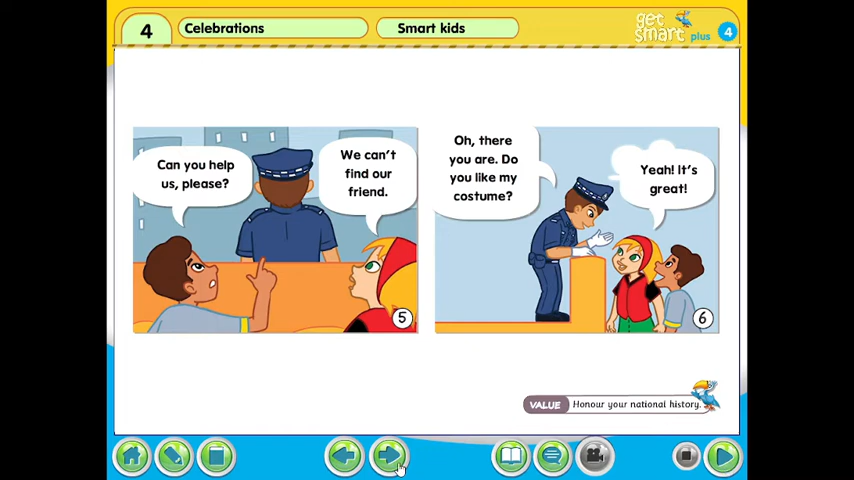 4
Celebrations
Smart kids
get
smart
plus
4
Can you help
us, please?
We can't
find our
friend.
5
Oh, there
you are. Do
you like my
costume?
Yeah! It's
great!
6
VALUE
Honour your national history.